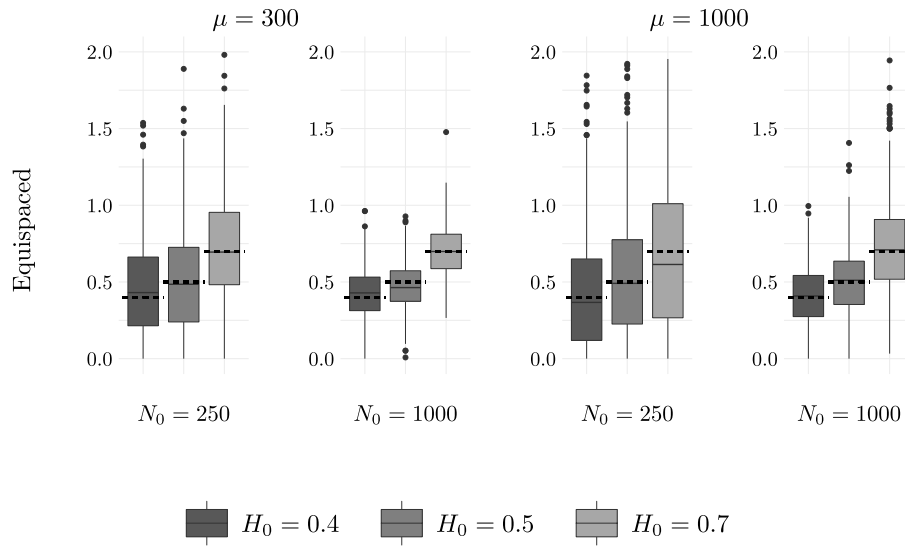 μ = 300 μ = 1000
Equispaced
2.0 2.0 2.0 2.0
1.5 1.5 1.5 1.5
1.0 1.0 1.0 1.0
0.5 0.5 0.5 0.5
0.0 0.0 0.0 0.0
N₀ = 250 N₀ = 1000 N₀ = 250 N₀ = 1000
H₀ = 0.4 H₀ = 0.5 H₀ = 0.7